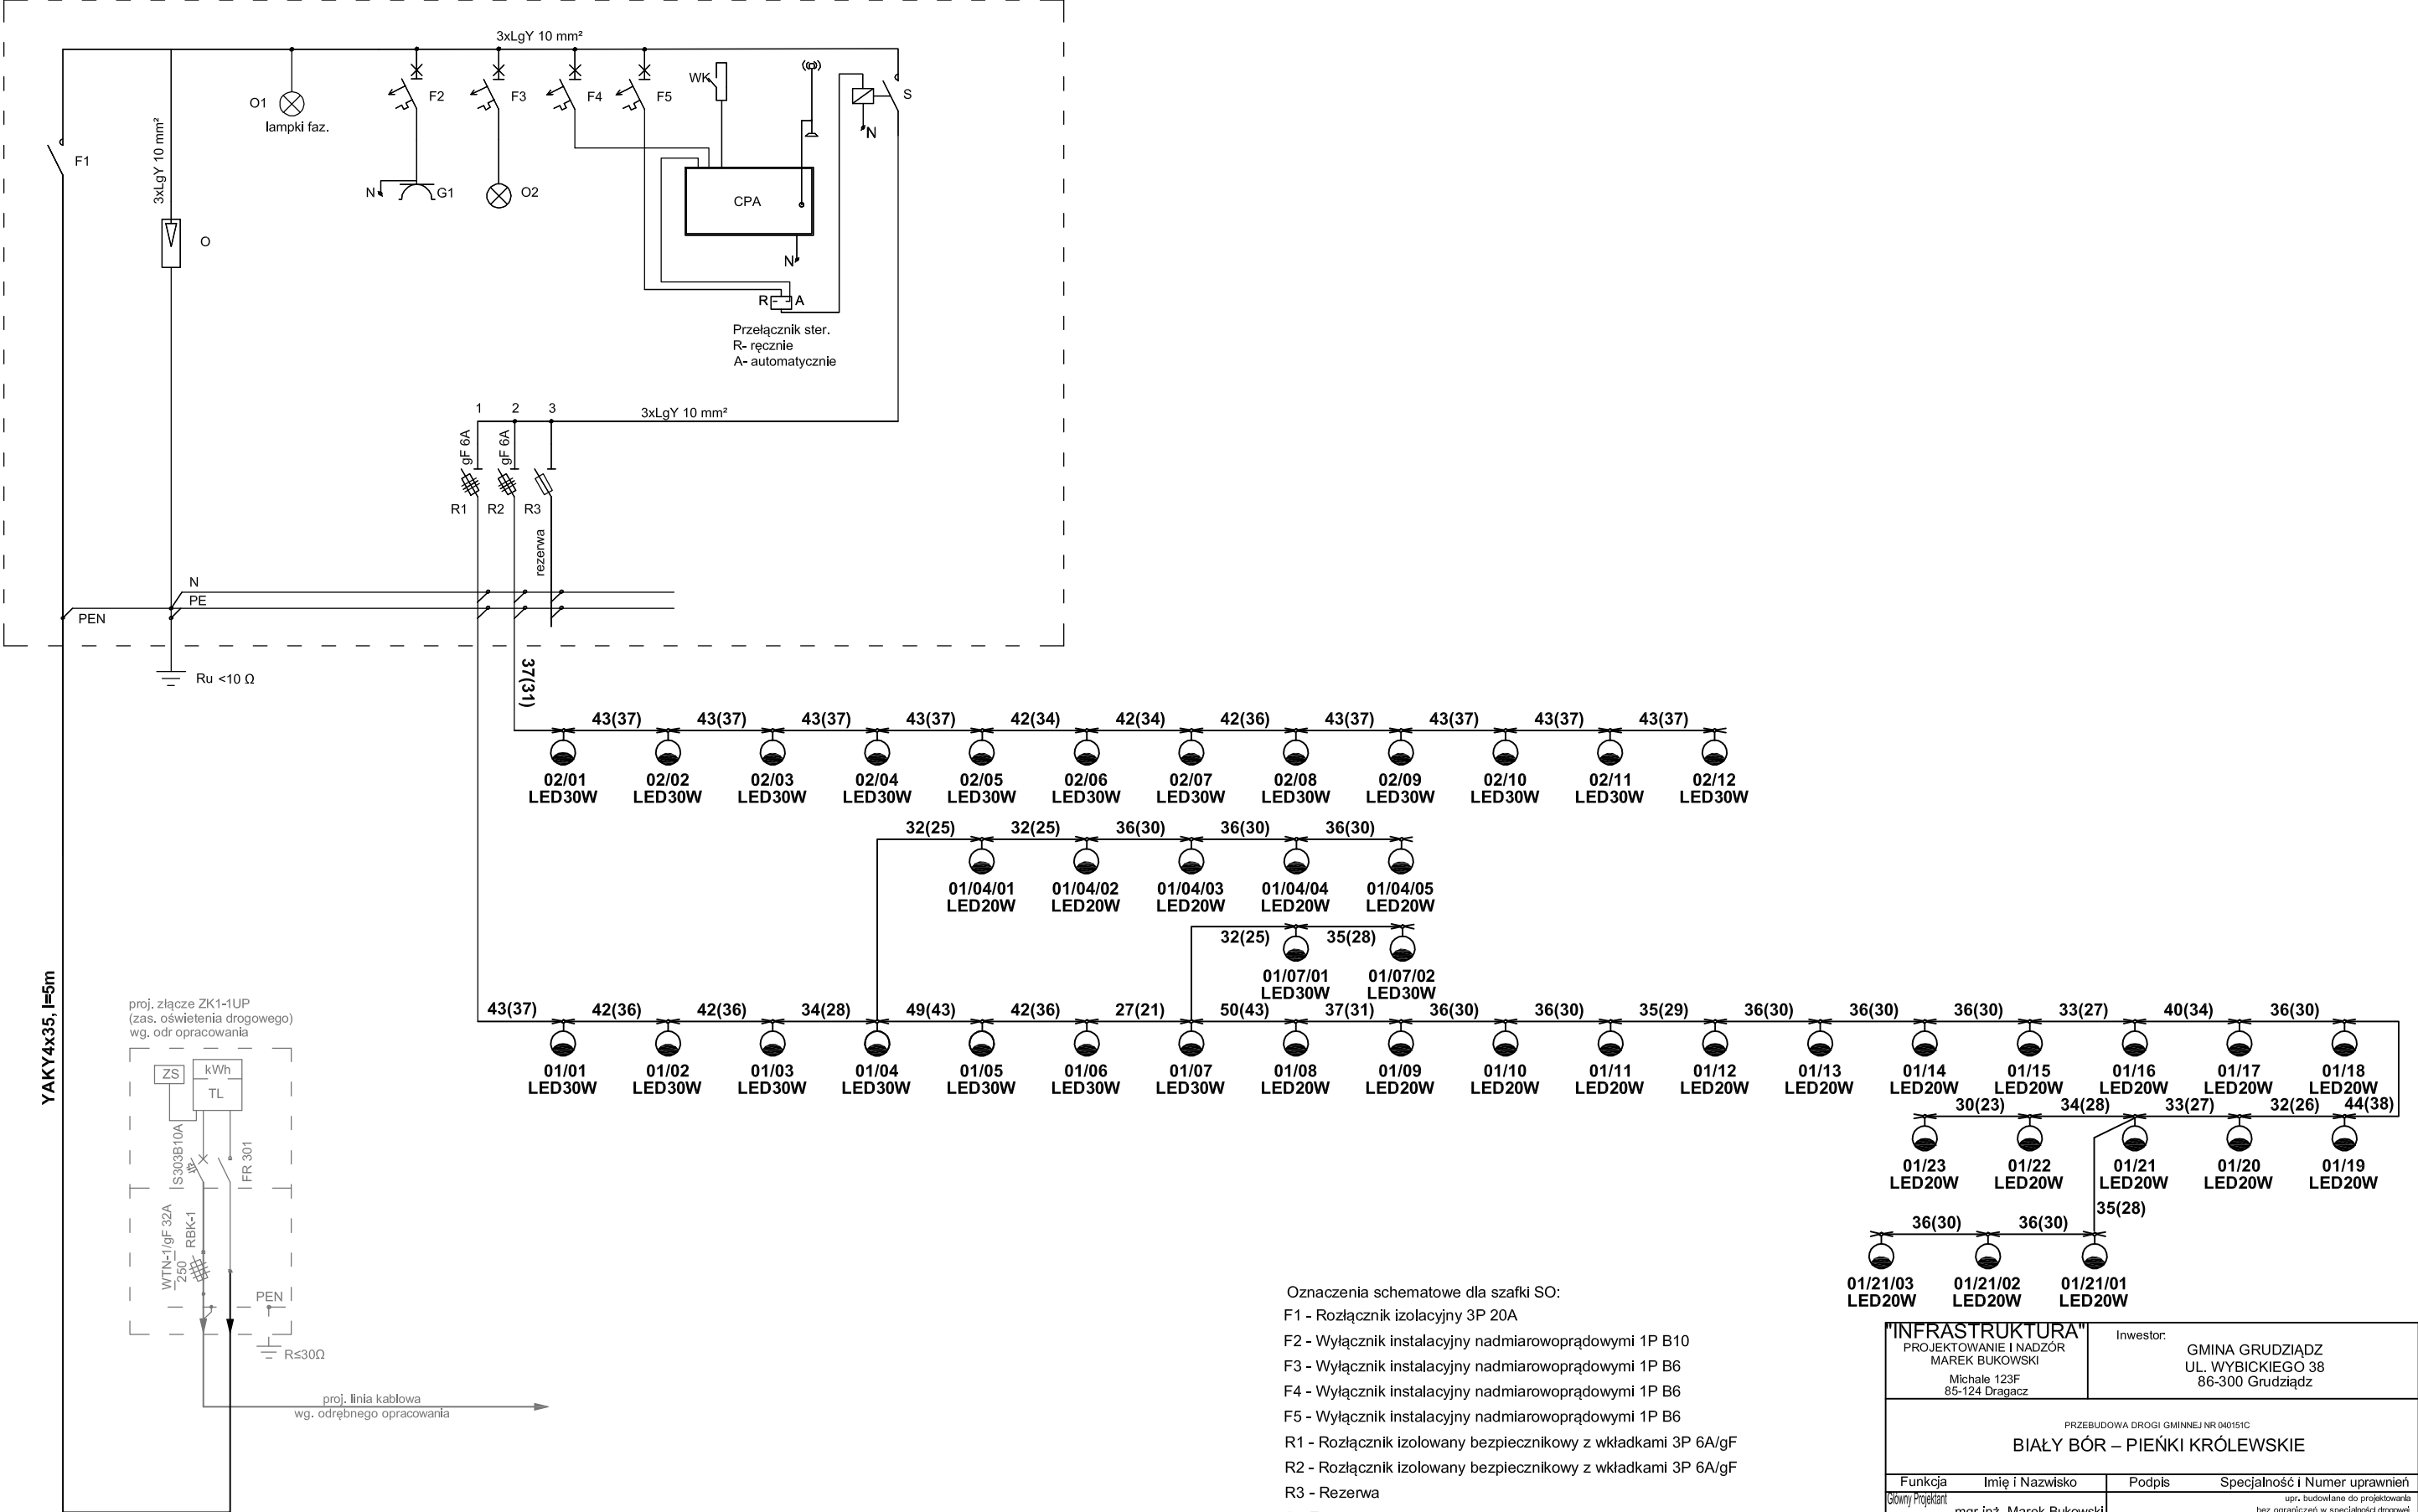 3xLgY 10 mm²
O1
lampki faz.
F1
3xLgY 10 mm²
F2
F3
F4
F5
WK
S
N
N
G1
O2
CPA
O
N
R
A
Przełącznik ster.
R- ręcznie
A- automatycznie
1 2 3
3xLgY 10 mm²
gF 6A
gF 6A
R1 R2 R3
rezerwa
N
PE
PEN
Ru <10 Ω
37(31)
43(37) 43(37) 43(37) 43(37) 42(34) 42(34) 42(36) 43(37) 43(37) 43(37) 43(37)
02/01 02/02 02/03 02/04 02/05 02/06 02/07 02/08 02/09 02/10 02/11 02/12
LED30W LED30W LED30W LED30W LED30W LED30W LED30W LED30W LED30W LED30W LED30W LED30W
32(25) 32(25) 36(30) 36(30) 36(30)
01/04/01 01/04/02 01/04/03 01/04/04 01/04/05
LED20W LED20W LED20W LED20W LED20W
32(25) 35(28)
01/07/01 01/07/02
LED30W LED30W
43(37) 42(36) 42(36) 34(28) 49(43) 42(36) 27(21) 50(43) 37(31) 36(30) 36(30) 35(29) 36(30) 36(30) 36(30) 33(27) 40(34) 36(30)
01/01 01/02 01/03 01/04 01/05 01/06 01/07 01/08 01/09 01/10 01/11 01/12 01/13 01/14 01/15 01/16 01/17 01/18
LED30W LED30W LED30W LED30W LED30W LED30W LED30W LED20W LED20W LED20W LED20W LED20W LED20W LED20W LED20W LED20W LED20W LED20W
30(23) 34(28) 33(27) 32(26) 44(38)
01/23 01/22 01/21 01/20 01/19
LED20W LED20W LED20W LED20W LED20W
35(28)
36(30) 36(30)
01/21/03 01/21/02 01/21/01
LED20W LED20W LED20W
YAKY4x35, l=5m
proj. złącze ZK1-1UP
(zas. oświetenia drogowego)
wg. odr opracowania
ZS
kWh
TL
S303B10A
FR 301
WTN-1/gF 32A
250
RBK-1
PEN
R≤30Ω
proj. linia kablowa
wg. odrębnego opracowania
Oznaczenia schematowe dla szafki SO:
F1 - Rozłącznik izolacyjny 3P 20A
F2 - Wyłącznik instalacyjny nadmiarowoprądowymi 1P B10
F3 - Wyłącznik instalacyjny nadmiarowoprądowymi 1P B6
F4 - Wyłącznik instalacyjny nadmiarowoprądowymi 1P B6
F5 - Wyłącznik instalacyjny nadmiarowoprądowymi 1P B6
R1 - Rozłącznik izolowany bezpiecznikowy z wkładkami 3P 6A/gF
R2 - Rozłącznik izolowany bezpiecznikowy z wkładkami 3P 6A/gF
R3 - Rezerwa
"INFRASTRUKTURA"
PROJEKTOWANIE I NADZÓR
MAREK BUKOWSKI
Michale 123F
85-124 Dragacz
Inwestor:
GMINA GRUDZIĄDZ
UL. WYBICKIEGO 38
86-300 Grudziądz
PRZEBUDOWA DROGI GMINNEJ NR 040151C
BIAŁY BÓR – PIEŃKI KRÓLEWSKIE
Funkcja Imię i Nazwisko Podpis Specjalność i Numer uprawnień
Główny Projektant
mgr inż. Marek Bukowski
upr. budowlane do projektowania
bez ograniczeń w specjalności drogowej